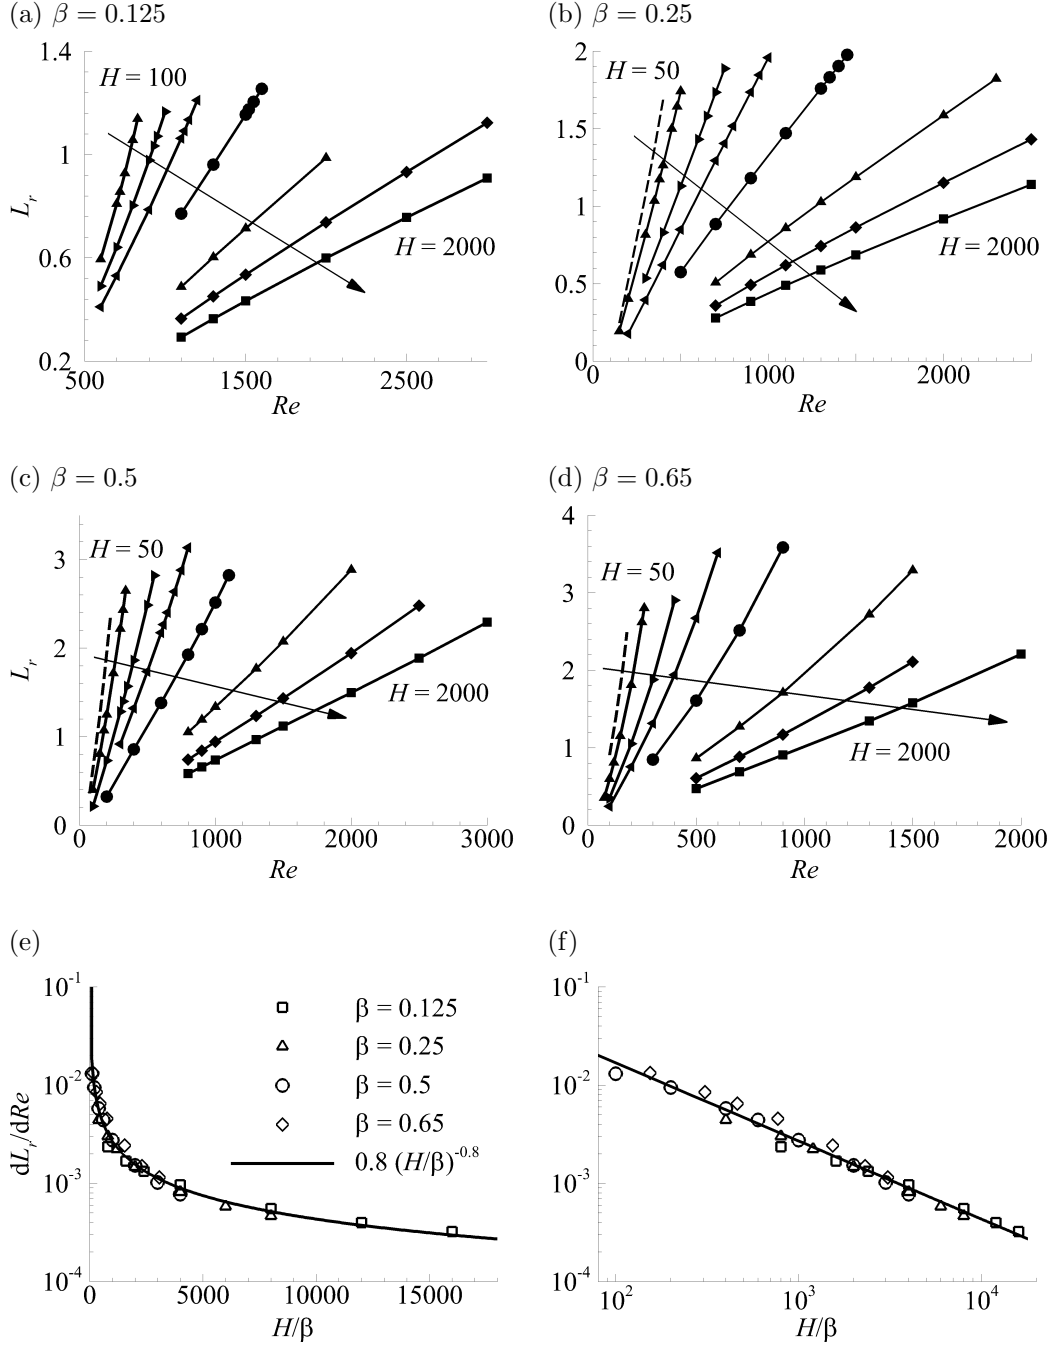 (a) β = 0.125
1.4
1
0.6
0.2
L_r
H = 100
H = 2000
500
1500
2500
Re
(b) β = 0.25
2
1.5
1
0.5
0
H = 50
H = 2000
0
1000
2000
Re
(c) β = 0.5
3
2
1
0
L_r
H = 50
H = 2000
0
1000
2000
3000
Re
(d) β = 0.65
4
3
2
1
0
H = 50
H = 2000
0
500
1000
1500
2000
Re
(e)
10^-1
10^-2
10^-3
10^-4
dL_r/dRe
β = 0.125
β = 0.25
β = 0.5
β = 0.65
0.8 (H/β)^-0.8
0
5000
10000
15000
H/β
(f)
10^-1
10^-2
10^-3
10^-4
10^2
10^3
10^4
H/β